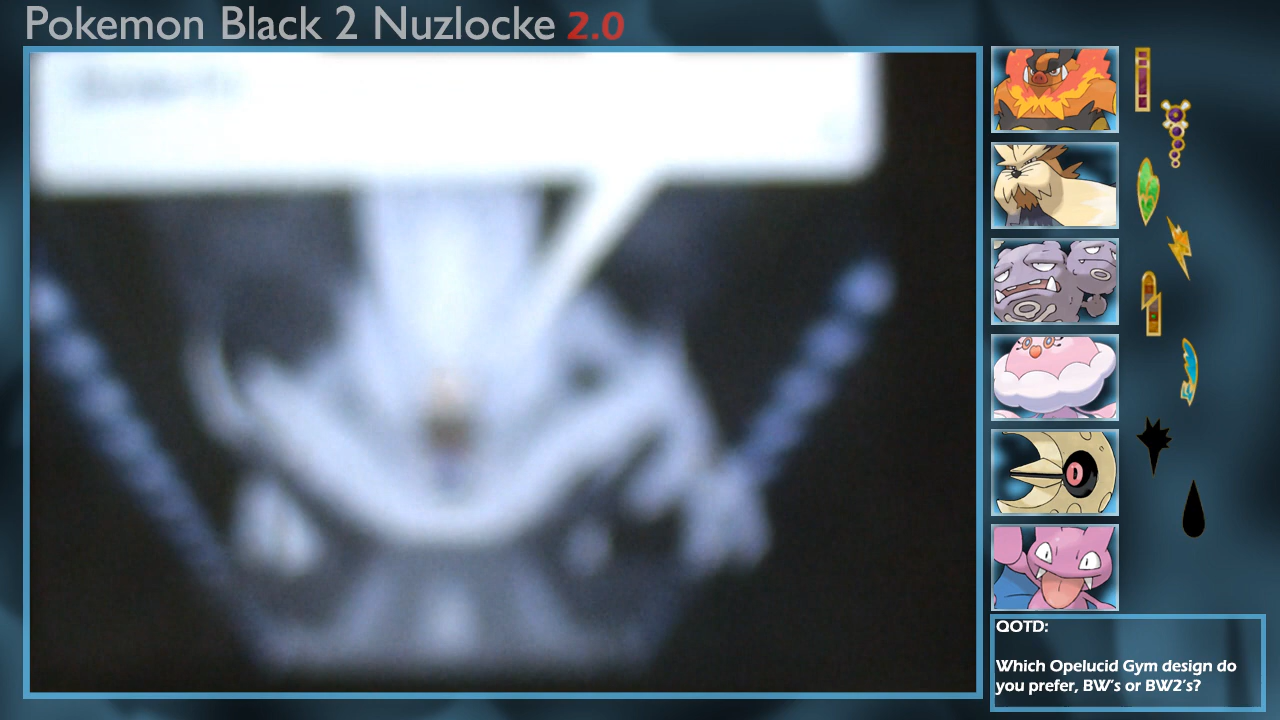 Pokemon Black 2 Nuzlocke 2.0
QOTD:
Which Opelucid Gym design do
you prefer, BW's or BW2's?